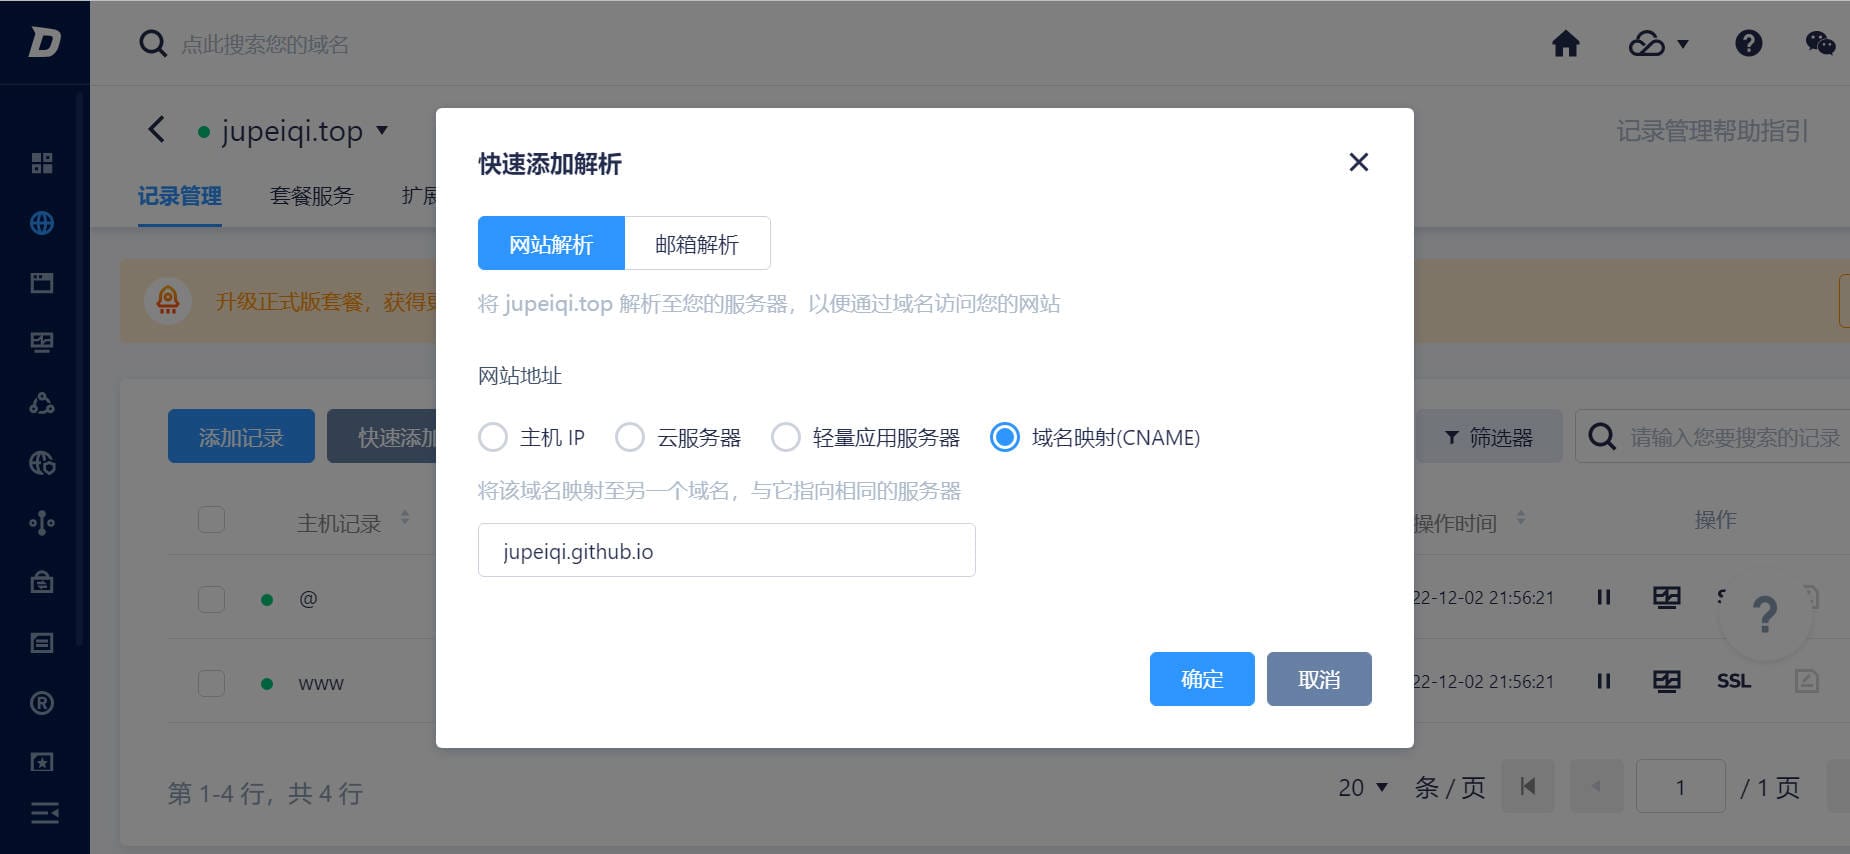 点此搜索您的域名
jupeiqi.top
记录管理帮助指引
记录管理
套餐服务
扩展
升级正式版套餐，获得
快速添加解析
网站解析
邮箱解析
将 jupeiqi.top 解析至您的服务器，以便通过域名访问您的网站
网站地址
主机 IP
云服务器
轻量应用服务器
域名映射(CNAME)
将该域名映射至另一个域名，与它指向相同的服务器
jupeiqi.github.io
确定
取消
添加记录
快速添加
筛选器
请输入您要搜索的记录
主机记录
操作时间
操作
@
22-12-02 21:56:21
www
22-12-02 21:56:21
SSL
第 1-4 行，共 4 行
20
条 / 页
1
/ 1 页